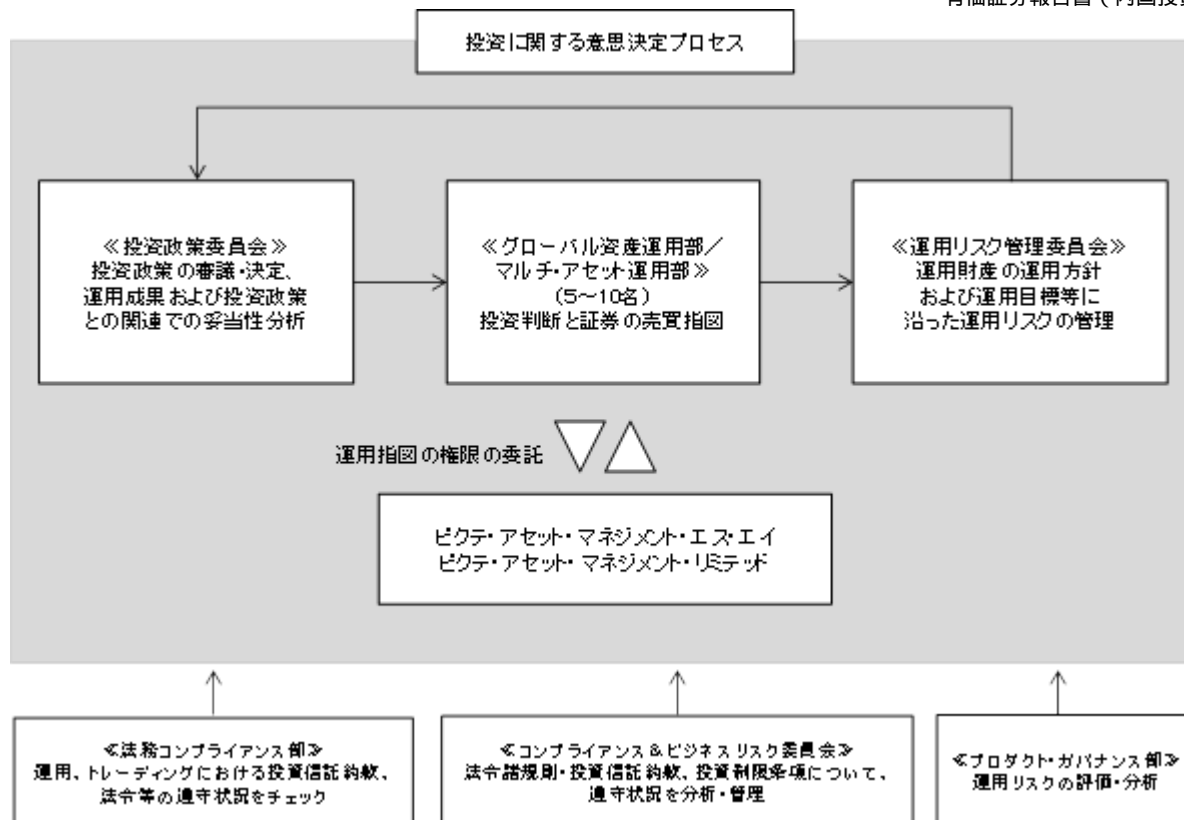 有価証券報告書（内国投資
投資に関する意思決定プロセス
≪投資政策委員会≫
投資政策の審議・決定、
運用成果および投資政策
との関連での妥当性分析
≪グローバル資産運用部／
マルチ・アセット運用部≫
(5～10名)
投資判断と証券の売買指図
≪運用リスク管理委員会≫
運用財産の運用方針
および運用目標等に
沿った運用リスクの管理
運用指図の権限の委託
ピクテ・アセット・マネジメント・エス・エイ
ピクテ・アセット・マネジメント・リミテッド
≪法務コンプライアンス部≫
運用、トレーディングにおける投資信託約款、
法令等の遵守状況をチェック
≪コンプライアンス＆ビジネスリスク委員会≫
法令諸規則・投資信託約款、投資制限条項について、
遵守状況を分析・管理
≪プロダクト・ガバナンス部≫
運用リスクの評価・分析